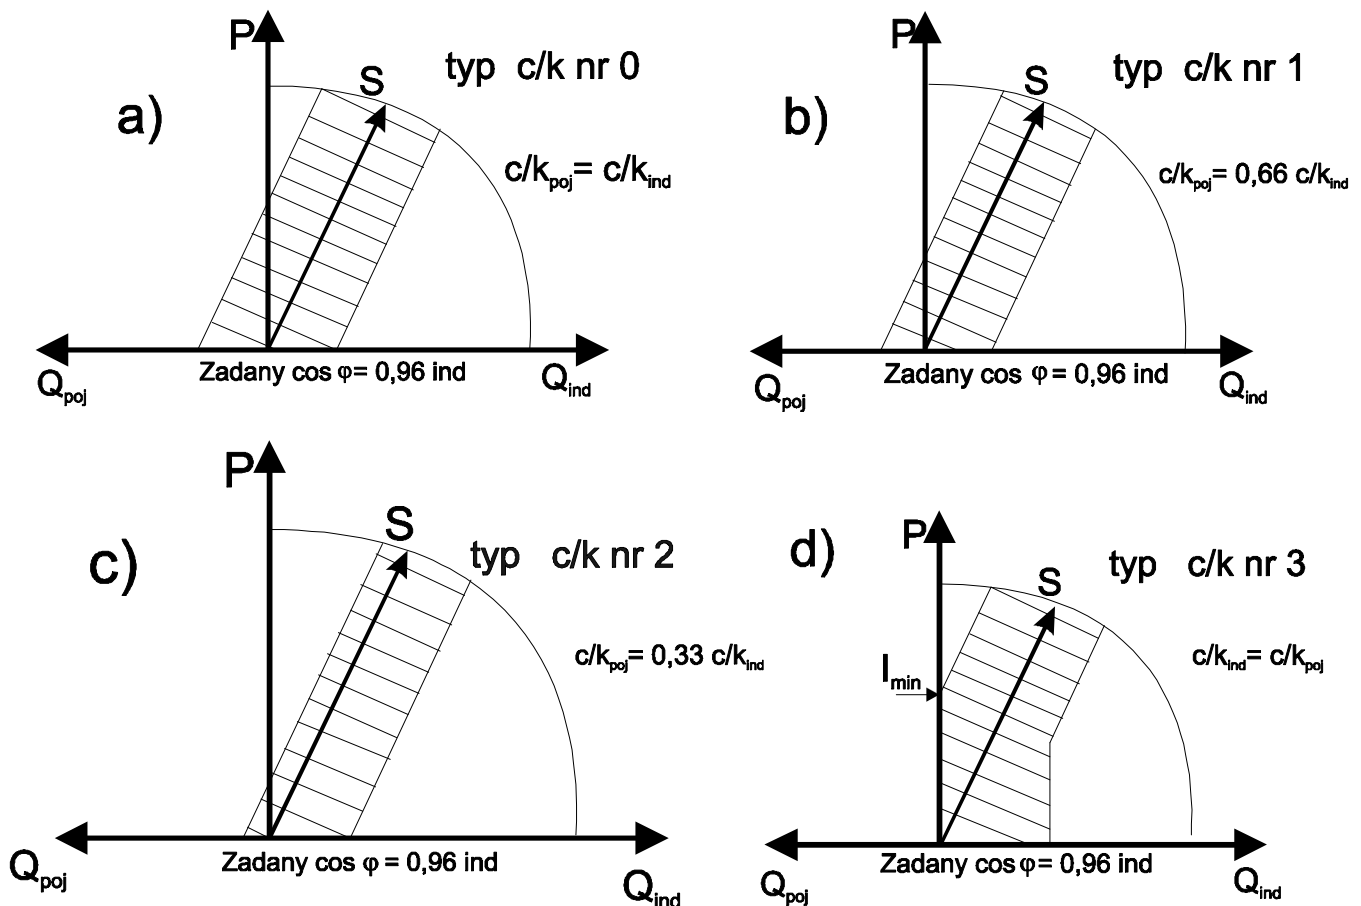 a)
P
S
typ c/k nr 0
c/kpoj= c/kind
Qpoj
Zadany cos φ= 0,96 ind
Qind
b)
P
S
typ c/k nr 1
c/kpoj= 0,66 c/kind
Qpoj
Zadany cos φ= 0,96 ind
Qind
c)
P
S
typ c/k nr 2
c/kpoj= 0,33 c/kind
Qpoj
Zadany cos φ= 0,96 ind
Qind
d)
P
S
typ c/k nr 3
c/kind= c/kpoj
Imin
Qpoj
Zadany cos φ= 0,96 ind
Qind